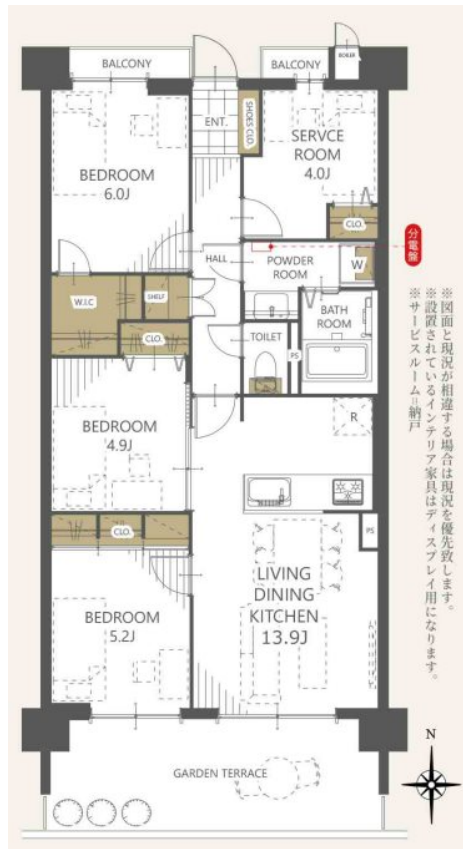 BALCONY
BALCONY
BOILER
ENT.
SHOES CLO.
SERVCE
ROOM
4.0J
BEDROOM
6.0J
CLO.
分電盤
HALL
POWDER
ROOM
W
W.I.C
SHELF
BATH
ROOM
CLO.
TOILET
PS
BEDROOM
4.9J
R
CLO.
PS
LIVING
DINING
KITCHEN
13.9J
BEDROOM
5.2J
GARDEN TERRACE
N
※図面と現況が相違する場合は現況を優先致します。
※設置されているインテリア家具はディスプレイ用になります。
※サービスルーム=納戸